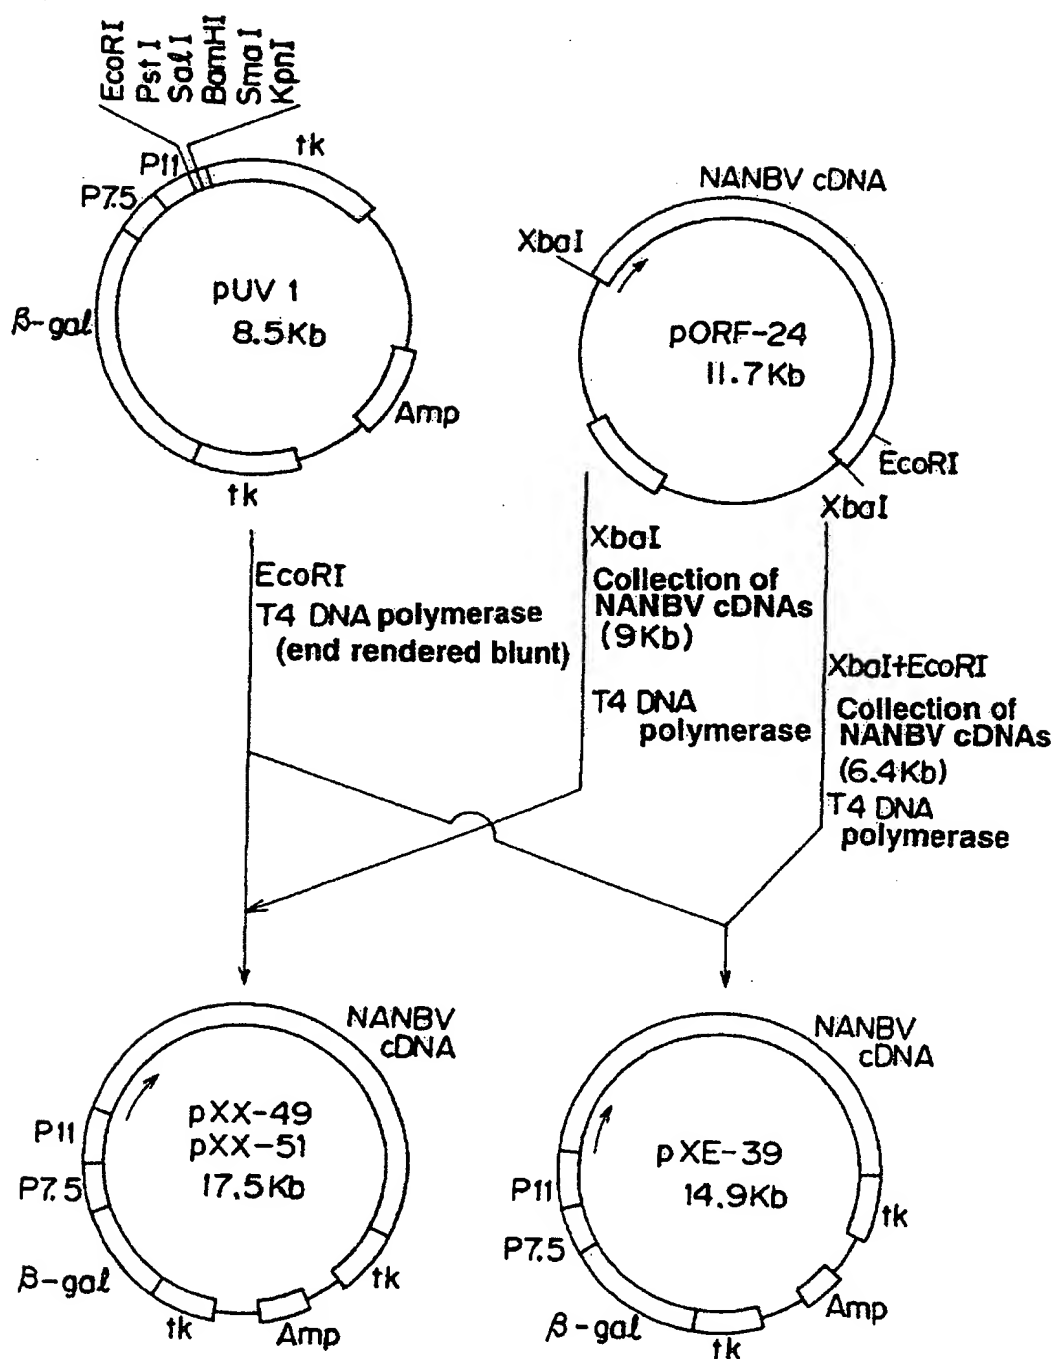 EcoRI
Pst I
Sal I
BamHI
Sma I
KpnI
tk
P11
P7.5
β-gal
pUV 1
8.5Kb
Amp
tk
NANBV cDNA
XbaI
pORF-24
11.7Kb
EcoRI
XbaI
EcoRI
T4 DNA polymerase
(end rendered blunt)
XbaI
Collection of
NANBV cDNAs
(9Kb)
T4 DNA
polymerase
XbaI+EcoRI
Collection of
NANBV cDNAs
(6.4Kb)
T4 DNA
polymerase
NANBV
cDNA
pXX-49
pXX-51
17.5Kb
P11
P7.5
β-gal
tk
Amp
tk
NANBV
cDNA
pXE-39
14.9Kb
P11
P7.5
β-gal
tk
Amp
tk